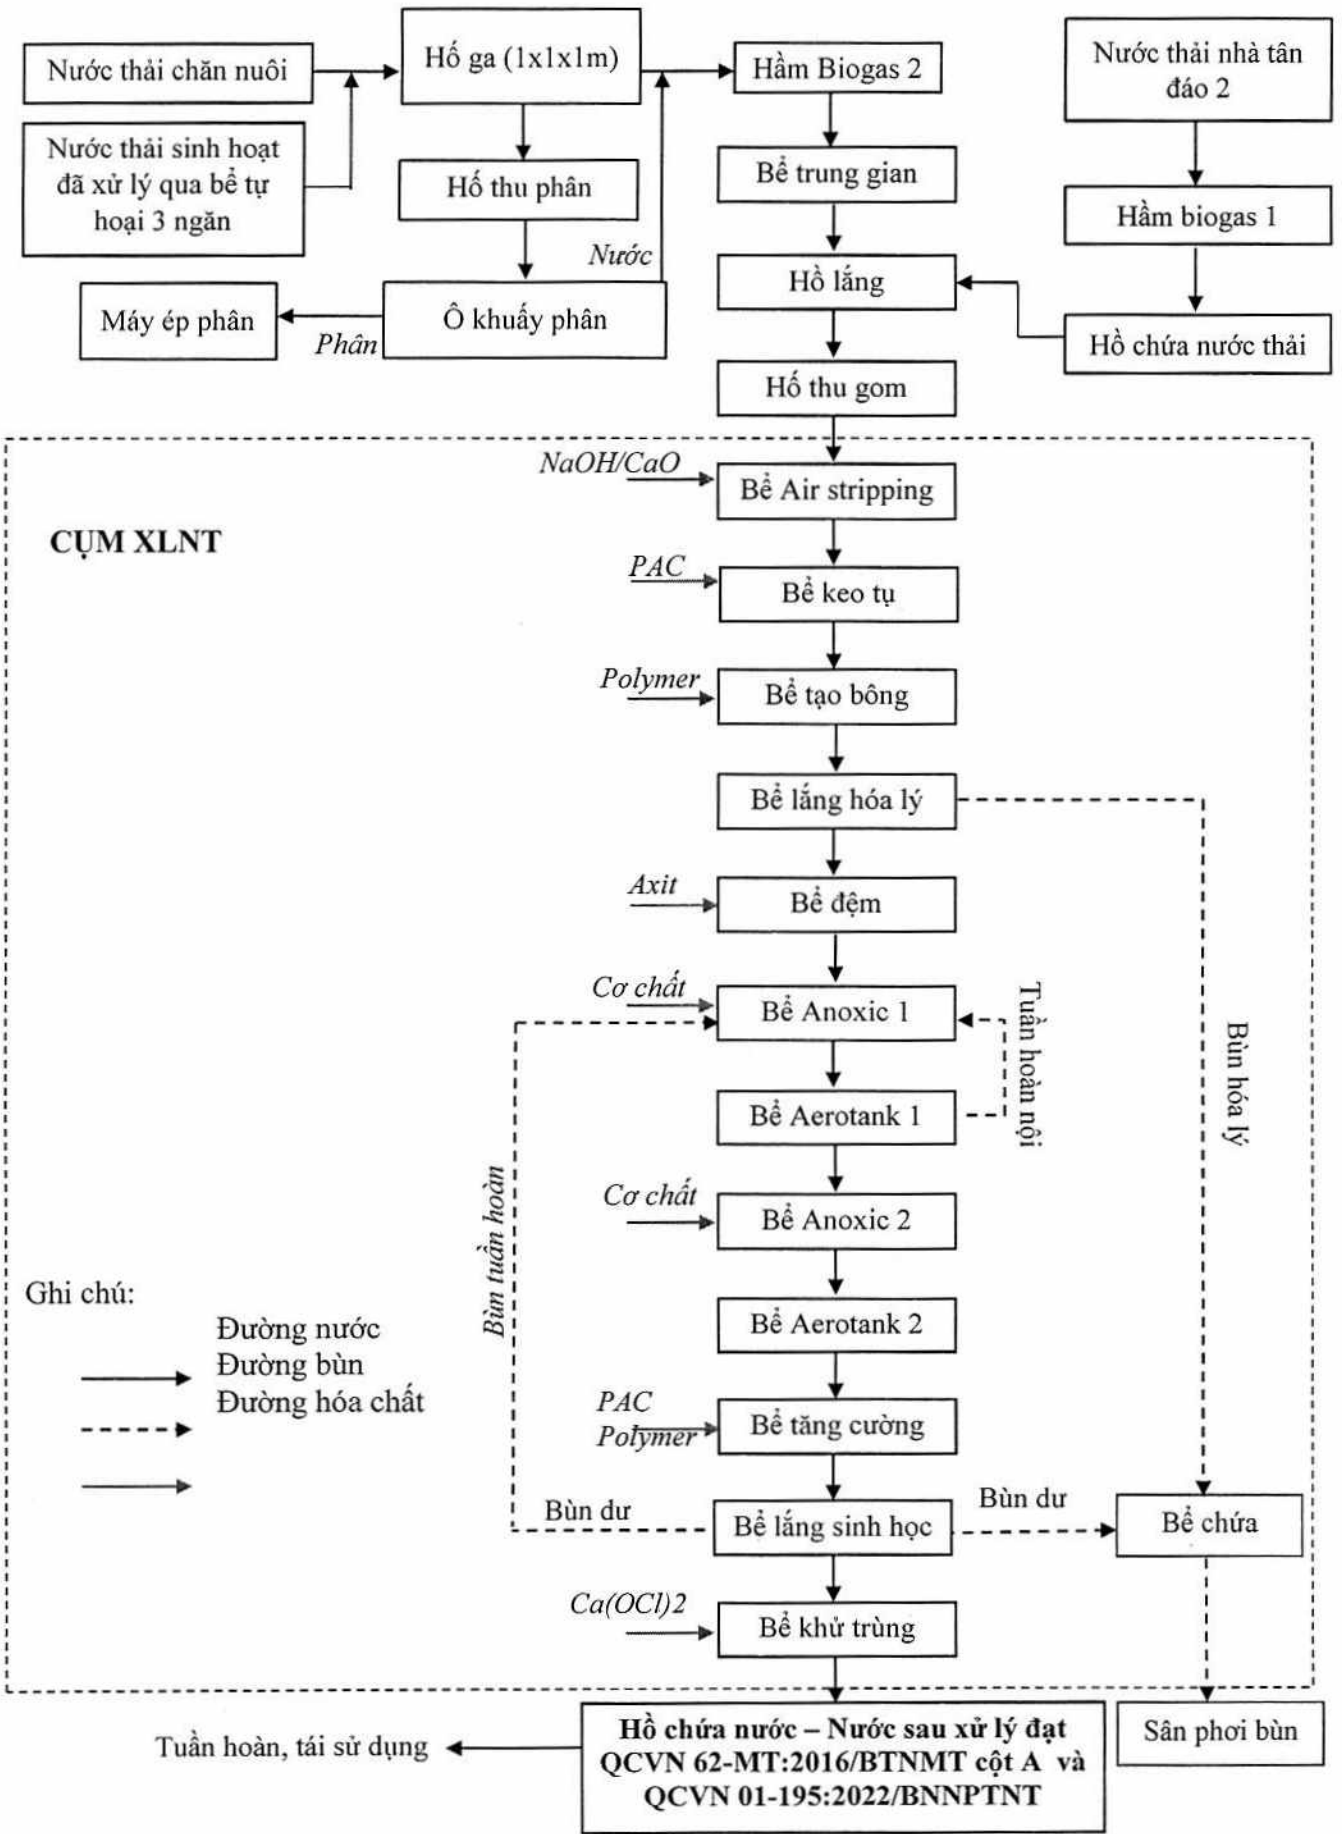 Nước thải chăn nuôi
Hố ga (1x1x1m)
Hầm Biogas 2
Nước thải nhà tân
đáo 2
Nước thải sinh hoạt
đã xử lý qua bể tự
hoại 3 ngăn
Hố thu phân
Bể trung gian
Hầm biogas 1
Nước
Hồ lắng
Máy ép phân
Phân
Ô khuấy phân
Hồ chứa nước thải
Hố thu gom
NaOH/CaO
Bể Air stripping
CỤM XLNT
PAC
Bể keo tụ
Polymer
Bể tạo bông
Bể lắng hóa lý
Axit
Bể đệm
Cơ chất
Bể Anoxic 1
Tuần hoàn nội
Bùn hóa lý
Bể Aerotank 1
Bùn tuần hoàn
Cơ chất
Bể Anoxic 2
Ghi chú:
Đường nước
Đường bùn
Đường hóa chất
Bể Aerotank 2
PAC
Polymer
Bể tăng cường
Bùn dư
Bể lắng sinh học
Bùn dư
Bể chứa
Ca(OCl)2
Bể khử trùng
Tuần hoàn, tái sử dụng
Hồ chứa nước – Nước sau xử lý đạt
QCVN 62-MT:2016/BTNMT cột A và
QCVN 01-195:2022/BNNPTNT
Sân phơi bùn